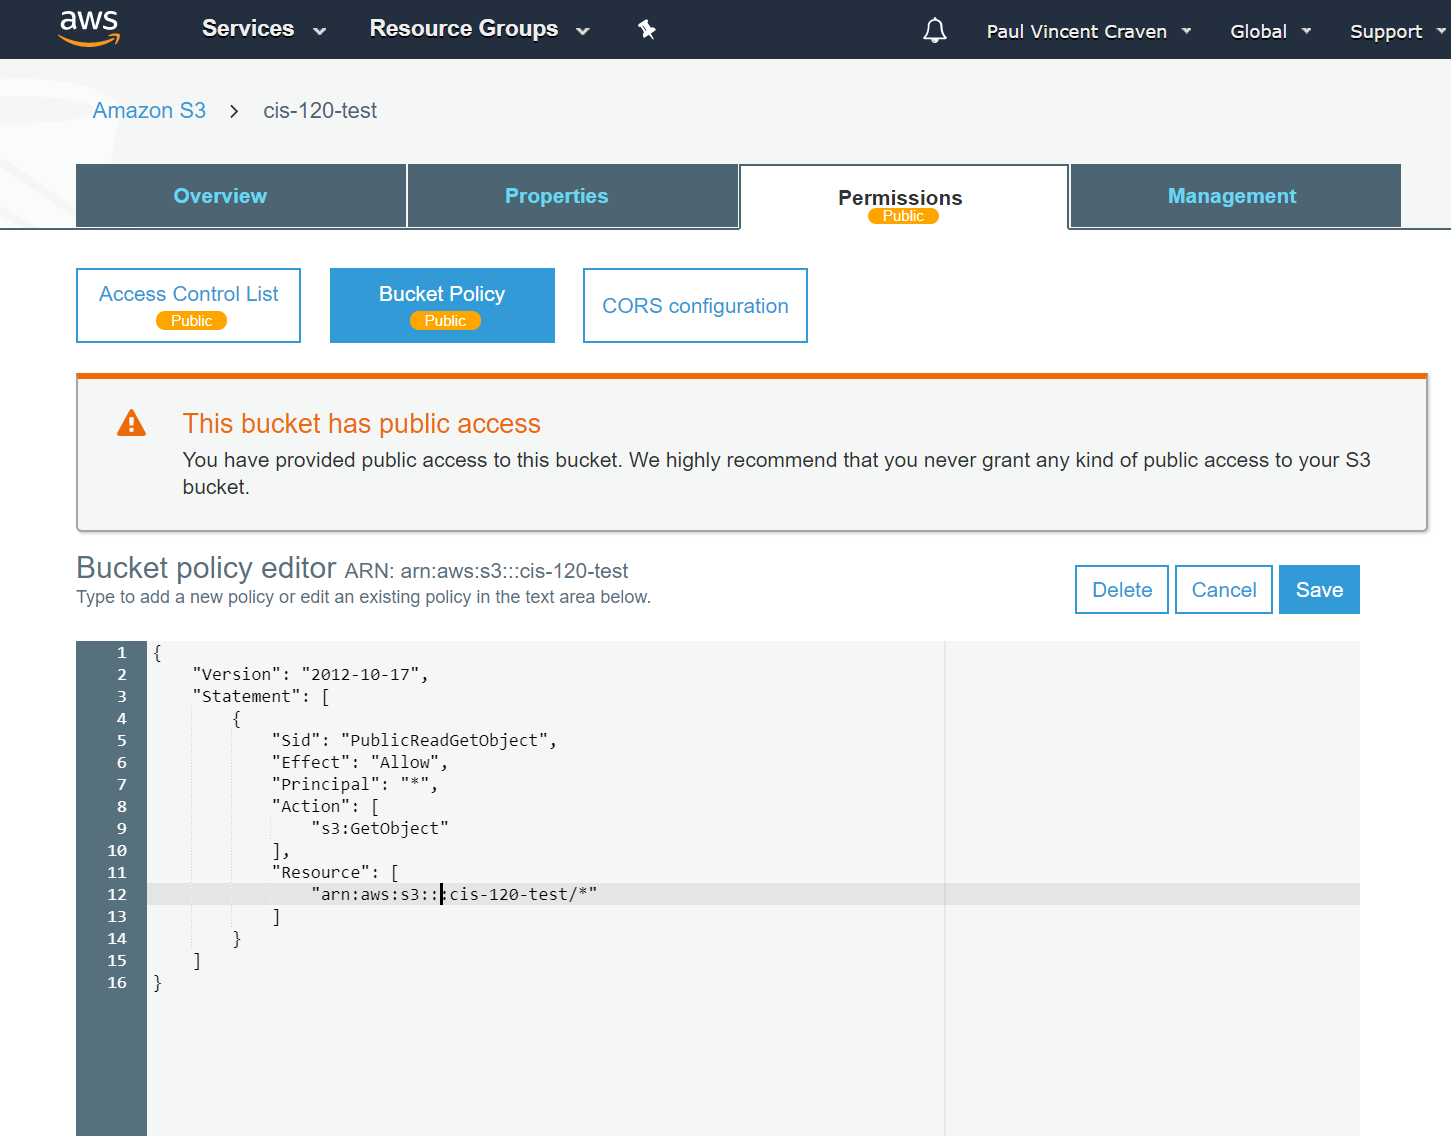 aws Services Resource Groups Paul Vincent Craven Global Support
Amazon S3 > cis-120-test
Overview Properties Permissions Management
Public
Access Control List Bucket Policy CORS configuration
Public Public
This bucket has public access
You have provided public access to this bucket. We highly recommend that you never grant any kind of public access to your S3
bucket.
Bucket policy editor ARN: arn:aws:s3:::cis-120-test
Type to add a new policy or edit an existing policy in the text area below.
Delete Cancel Save
1 {
2     "Version": "2012-10-17",
3     "Statement": [
4         {
5             "Sid": "PublicReadGetObject",
6             "Effect": "Allow",
7             "Principal": "*",
8             "Action": [
9                 "s3:GetObject"
10             ],
11             "Resource": [
12                 "arn:aws:s3:::cis-120-test/*"
13             ]
14         }
15     ]
16 }